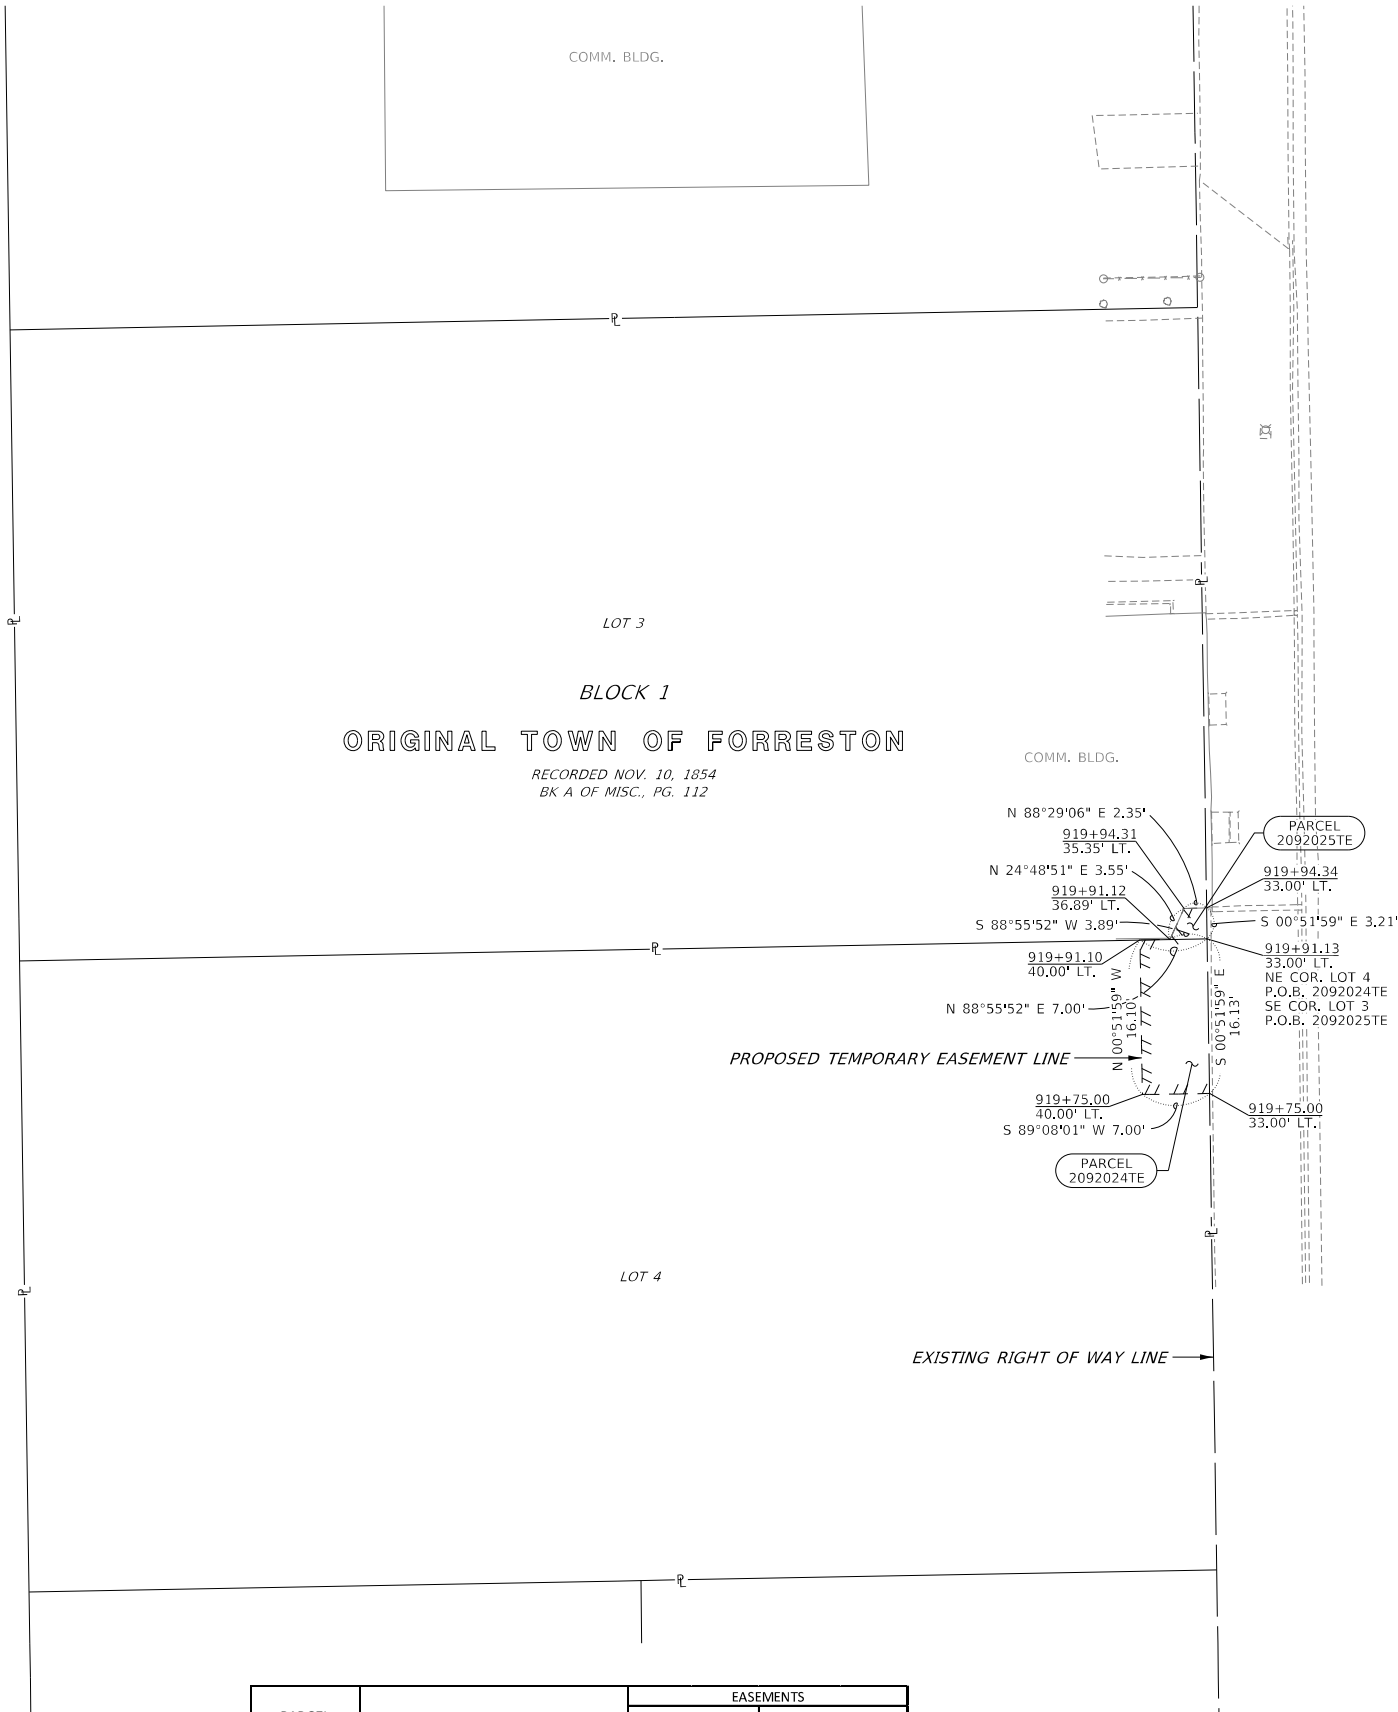 COMM. BLDG.
LOT 3
BLOCK 1
ORIGINAL TOWN OF FORRESTON
RECORDED NOV. 10, 1854
BK A OF MISC., PG. 112
COMM. BLDG.
N 88°29'06" E 2.35'
919+94.31
35.35' LT.
N 24°48'51" E 3.55'
919+91.12
36.89' LT.
S 88°55'52" W 3.89'
919+91.10
40.00' LT.
N 88°55'52" E 7.00'
PARCEL
2092025TE
919+94.34
33.00' LT.
S 00°51'59" E 3.21'
919+91.13
33.00' LT.
NE COR. LOT 4
P.O.B. 2092024TE
SE COR. LOT 3
P.O.B. 2092025TE
N 00°51'59" W
16.10'
S 00°51'59" E
16.13'
PROPOSED TEMPORARY EASEMENT LINE
919+75.00
40.00' LT.
S 89°08'01" W 7.00'
919+75.00
33.00' LT.
PARCEL
2092024TE
LOT 4
EXISTING RIGHT OF WAY LINE
EASEMENTS